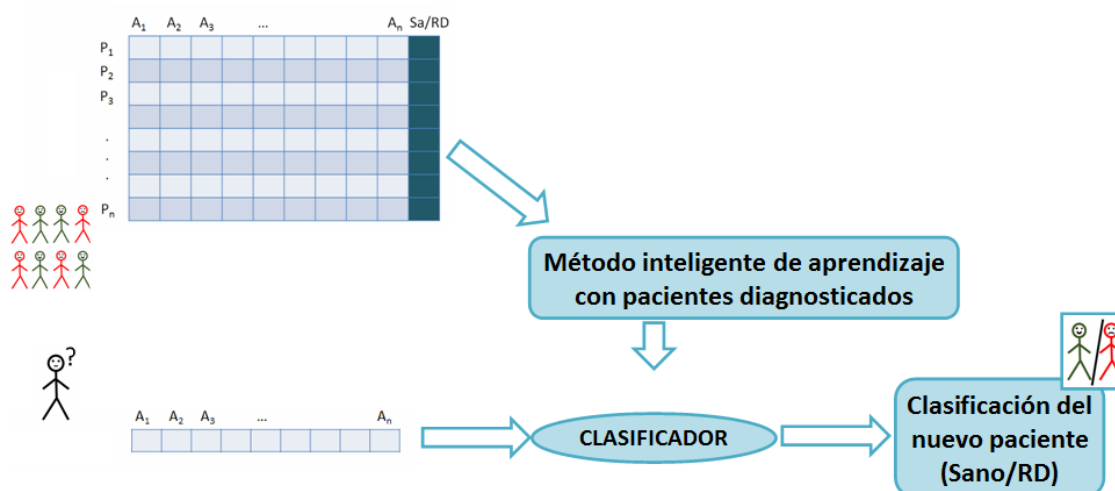 A1 A2 A3 ... An Sa/RD
P1
P2
P3
.
.
.
Pn
Método inteligente de aprendizaje
con pacientes diagnosticados
?
A1 A2 A3 ... An
CLASIFICADOR
Clasificación del
nuevo paciente
(Sano/RD)